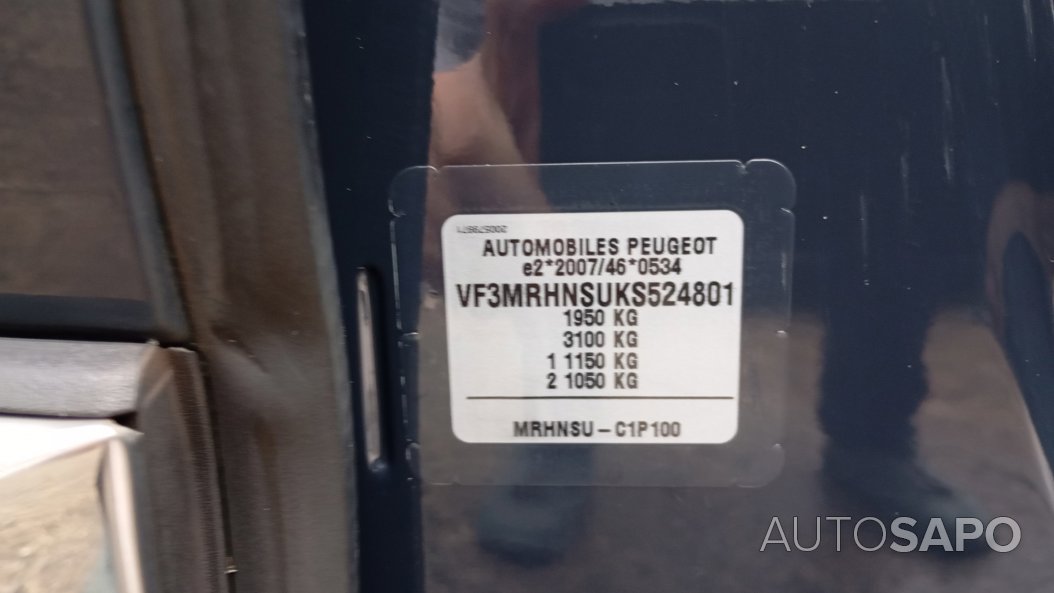 200579971
AUTOMOBILES PEUGEOT
e2*2007/46*0534
VF3MRHNSUKS524801
1950 KG
3100 KG
1 1150 KG
2 1050 KG
MRHNSU-C1P100
AUTOSAPO